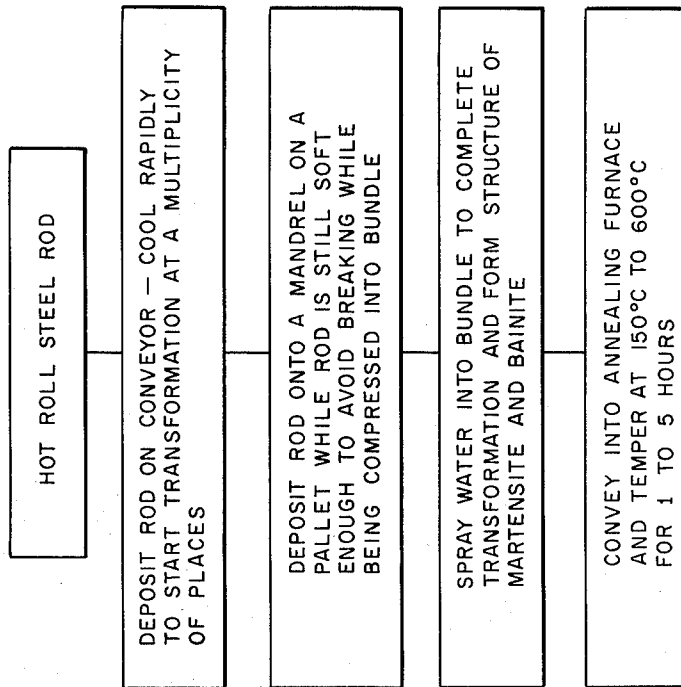 HOT ROLL STEEL ROD
DEPOSIT ROD ON CONVEYOR — COOL RAPIDLY
TO START TRANSFORMATION AT A MULTIPLICITY
OF PLACES
DEPOSIT ROD ONTO A MANDREL ON A
PALLET WHILE ROD IS STILL SOFT
ENOUGH TO AVOID BREAKING WHILE
BEING COMPRESSED INTO BUNDLE
SPRAY WATER INTO BUNDLE TO COMPLETE
TRANSFORMATION AND FORM STRUCTURE OF
MARTENSITE AND BAINITE
CONVEY INTO ANNEALING FURNACE
AND TEMPER AT 150°C TO 600°C
FOR 1 TO 5 HOURS